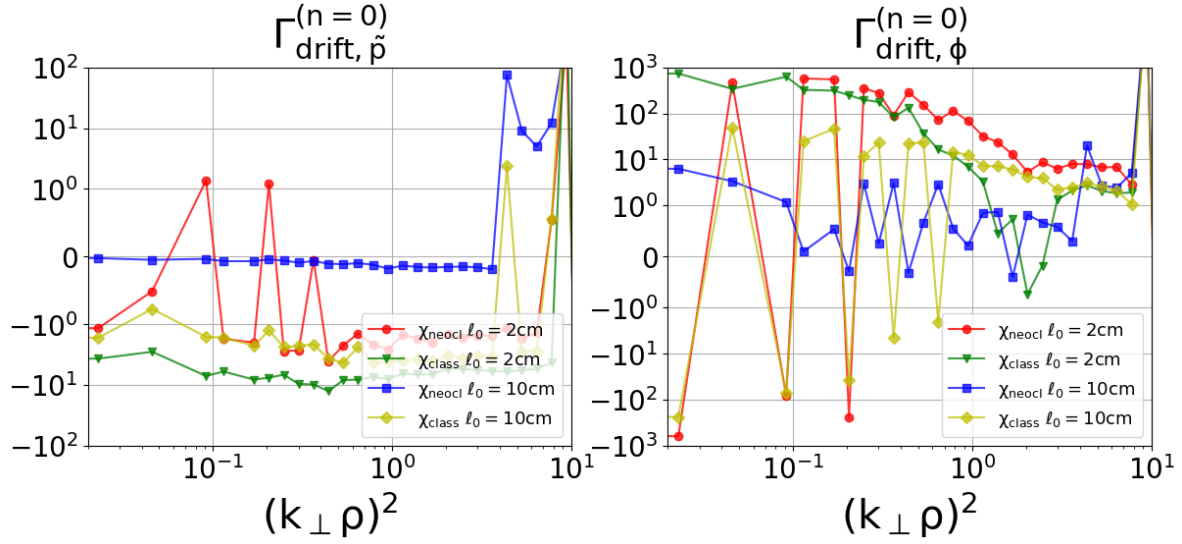 Γ(n = 0)drift, p̃
10²
10¹
10⁰
0
−10⁰
−10¹
−10²
10⁻¹
10⁰
10¹
(k⊥ρ)²
χneocl ℓ₀ = 2cm
χclass ℓ₀ = 2cm
χneocl ℓ₀ = 10cm
χclass ℓ₀ = 10cm
Γ(n = 0)drift, ϕ
10³
10²
10¹
10⁰
0
−10⁰
−10¹
−10²
−10³
10⁻¹
10⁰
10¹
(k⊥ρ)²
χneocl ℓ₀ = 2cm
χclass ℓ₀ = 2cm
χneocl ℓ₀ = 10cm
χclass ℓ₀ = 10cm